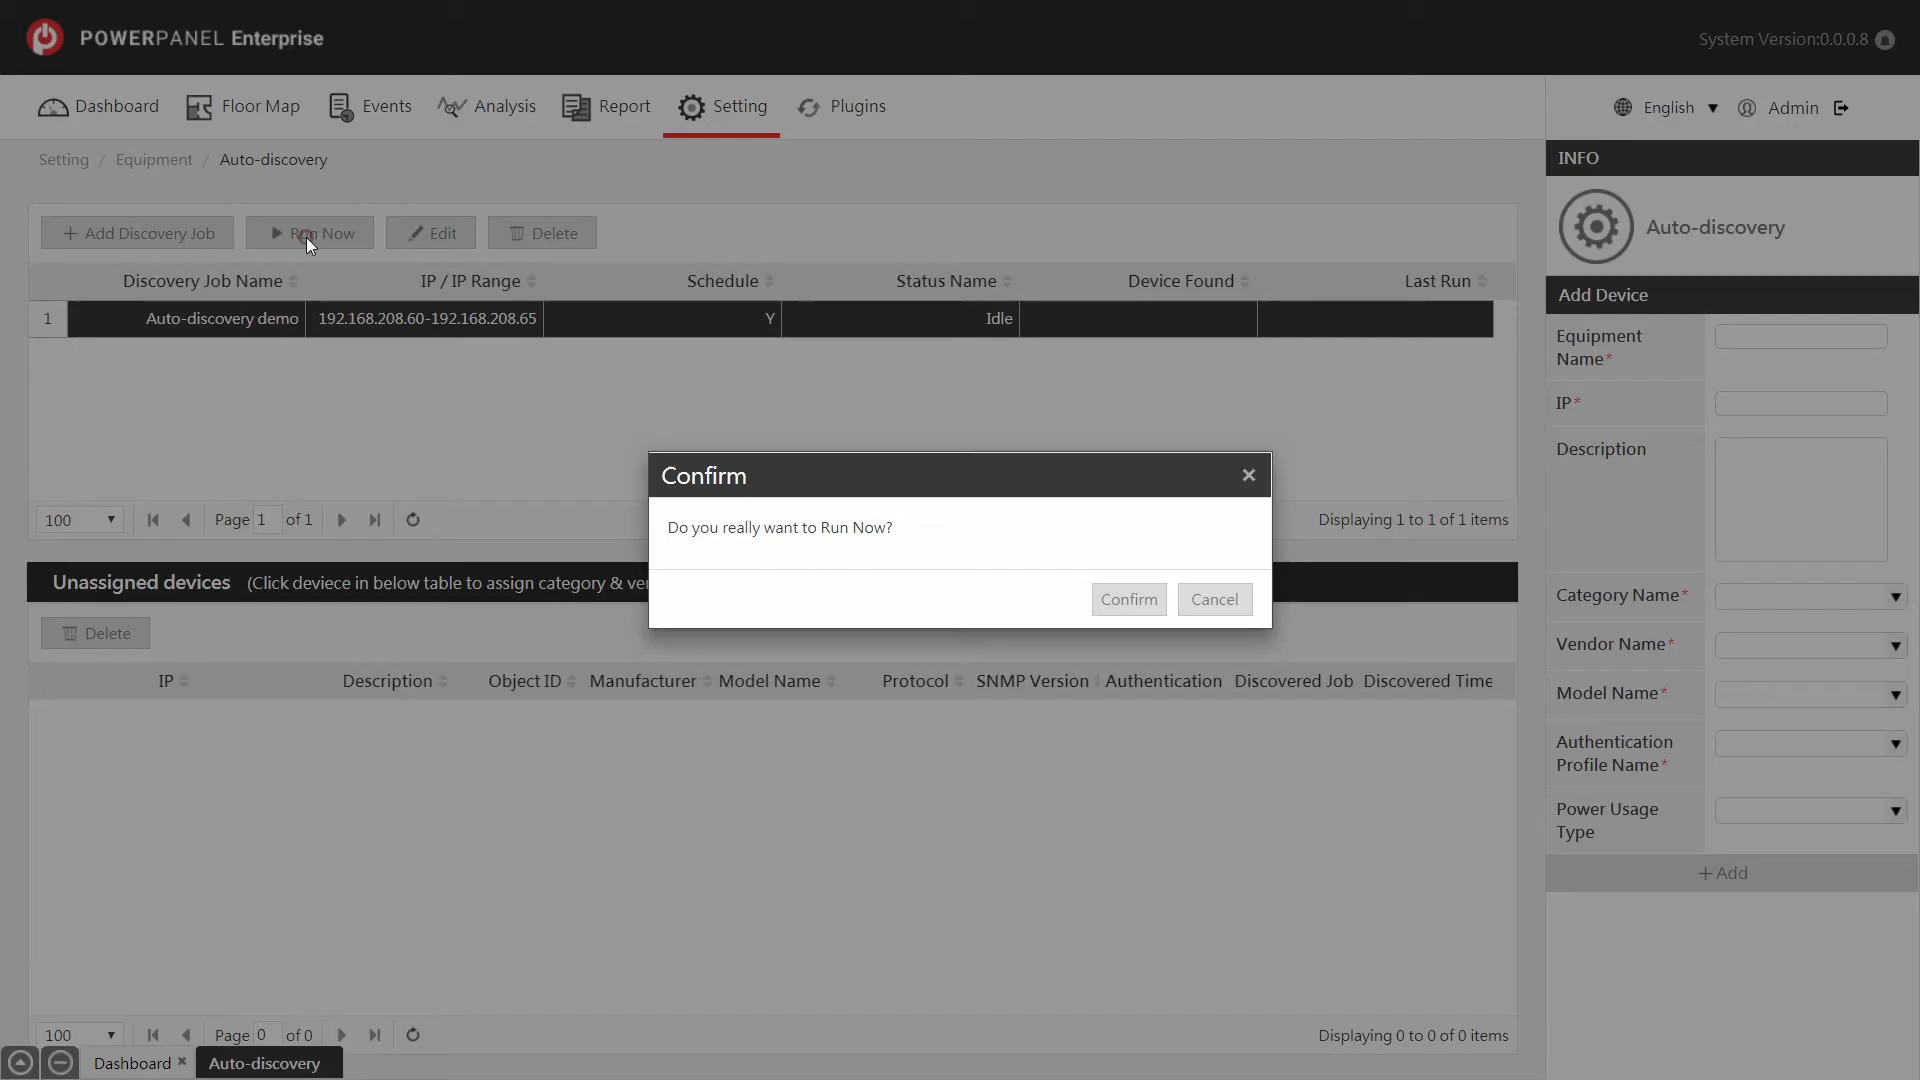 POWERPANEL Enterprise
System Version:0.0.0.8
Dashboard
Floor Map
Events
Analysis
Report
Setting
Plugins
English
Admin
Setting / Equipment / Auto-discovery
Add Discovery Job
Run Now
Edit
Delete
Discovery Job Name
IP / IP Range
Schedule
Status Name
Device Found
Last Run
1
Auto-discovery demo
192.168.208.60-192.168.208.65
Y
Idle
100
Page 1 of 1
Displaying 1 to 1 of 1 items
Confirm
Do you really want to Run Now?
Confirm
Cancel
Unassigned devices (Click deviece in below table to assign category &
Delete
IP
Description
Object ID
Manufacturer
Model Name
Protocol
SNMP Version
Authentication
Discovered Job
Discovered Time
100
Page 0 of 0
Displaying 0 to 0 of 0 items
Dashboard
Auto-discovery
INFO
Auto-discovery
Add Device
Equipment
Name*
IP*
Description
Category Name*
Vendor Name*
Model Name*
Authentication
Profile Name*
Power Usage
Type
+ Add